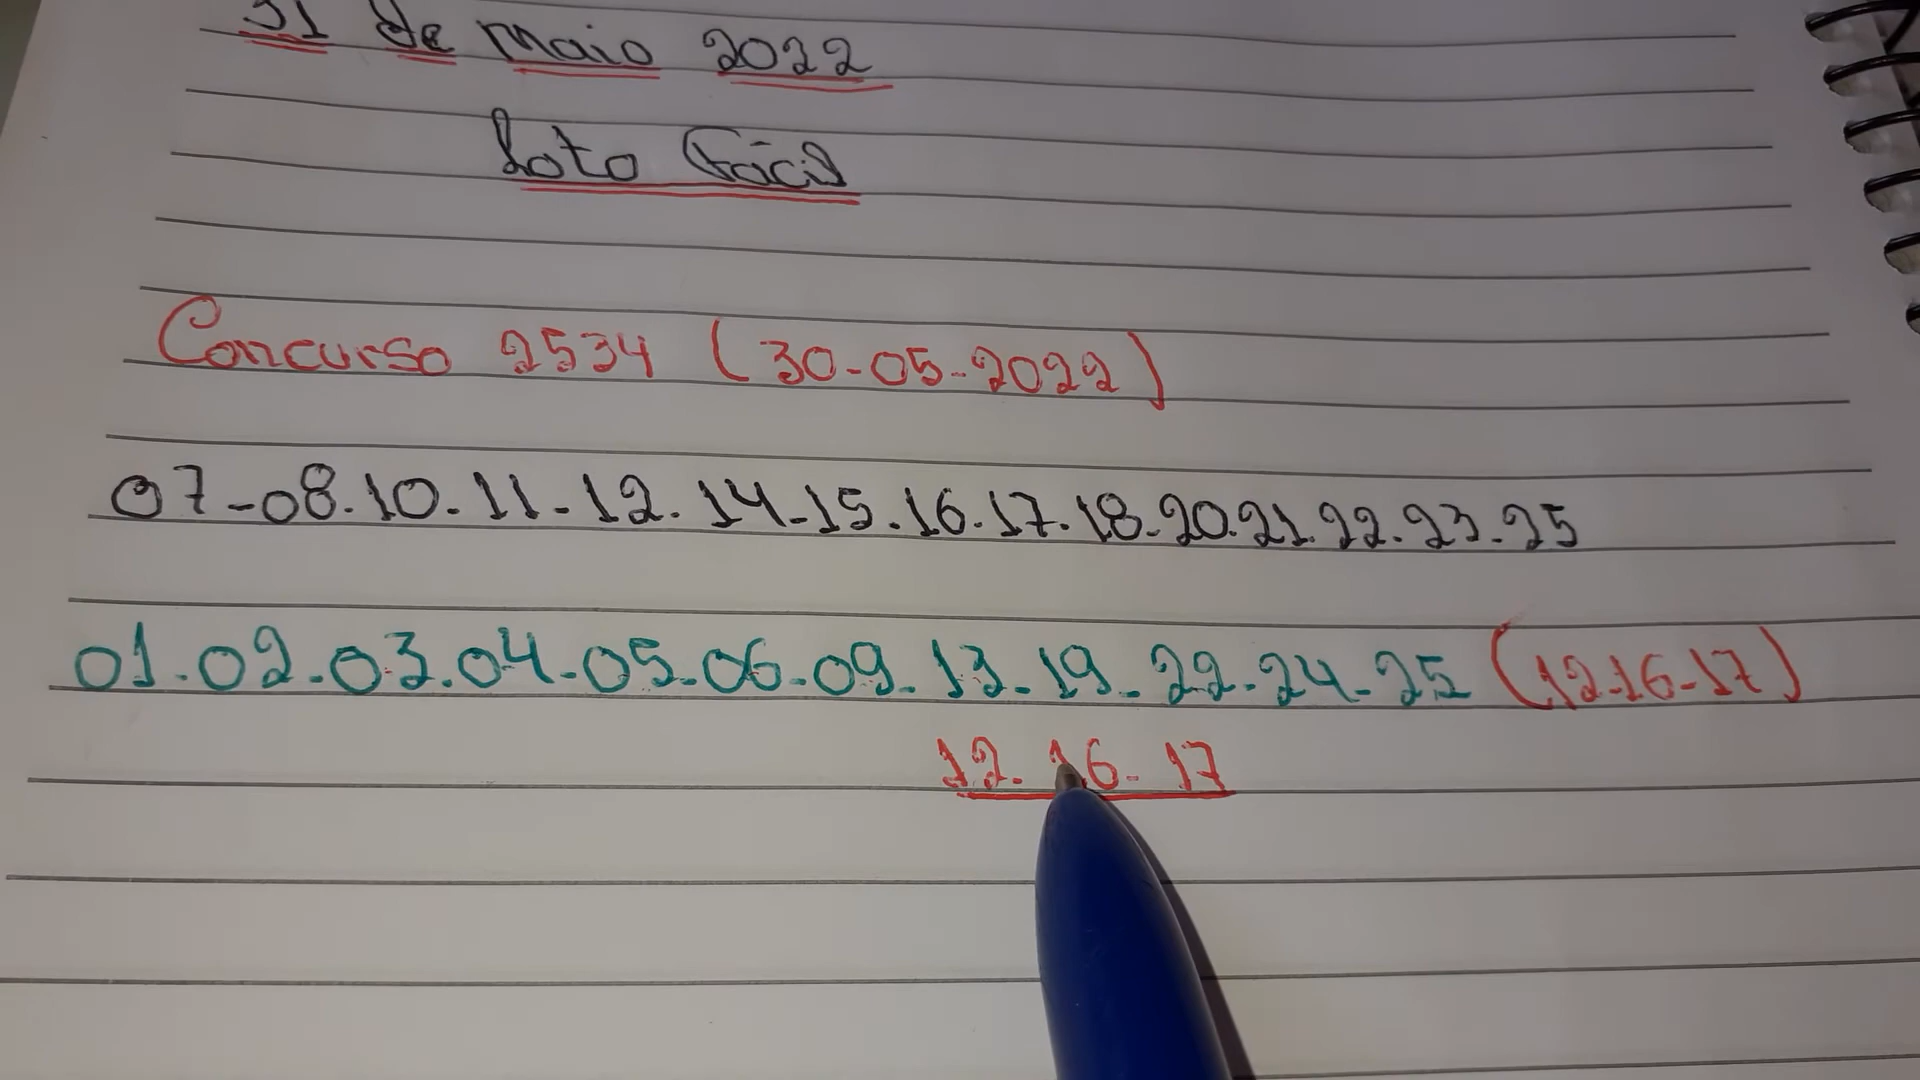 31 de maio 2022
Loto Fácil
Concurso 2534 (30-05-2022)
07-08.10.11-12.14-15.16.17.18-20.21.22.23.25
01.02.03.04-05-06-09.13-19-22-24-25 (12-16-17)
12.16-17